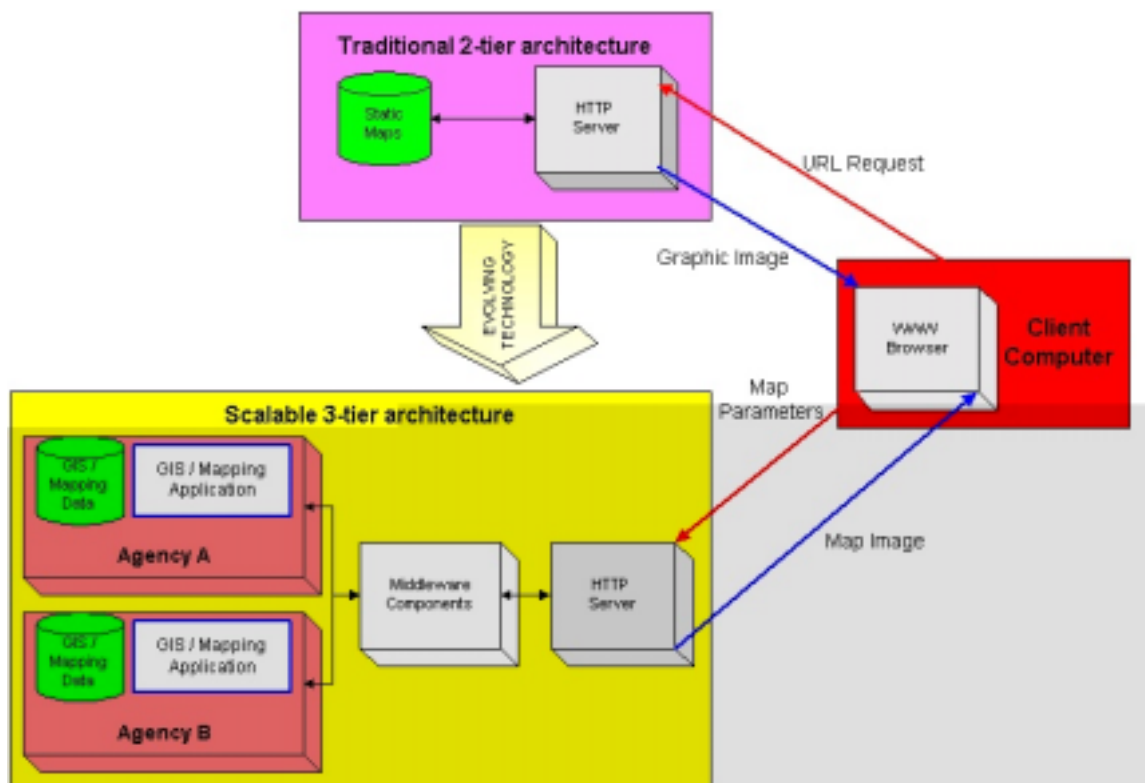 Traditional 2-tier architecture
Static
Maps
HTTP
Server
URL Request
Graphic Image
EVOLVING
TECHNOLOGY
WWW
Browser
Client
Computer
Map
Parameters
Scalable 3-tier architecture
GIS /
Mapping
Data
GIS / Mapping
Application
Agency A
Middleware
Components
HTTP
Server
Map Image
GIS /
Mapping
Data
GIS / Mapping
Application
Agency B